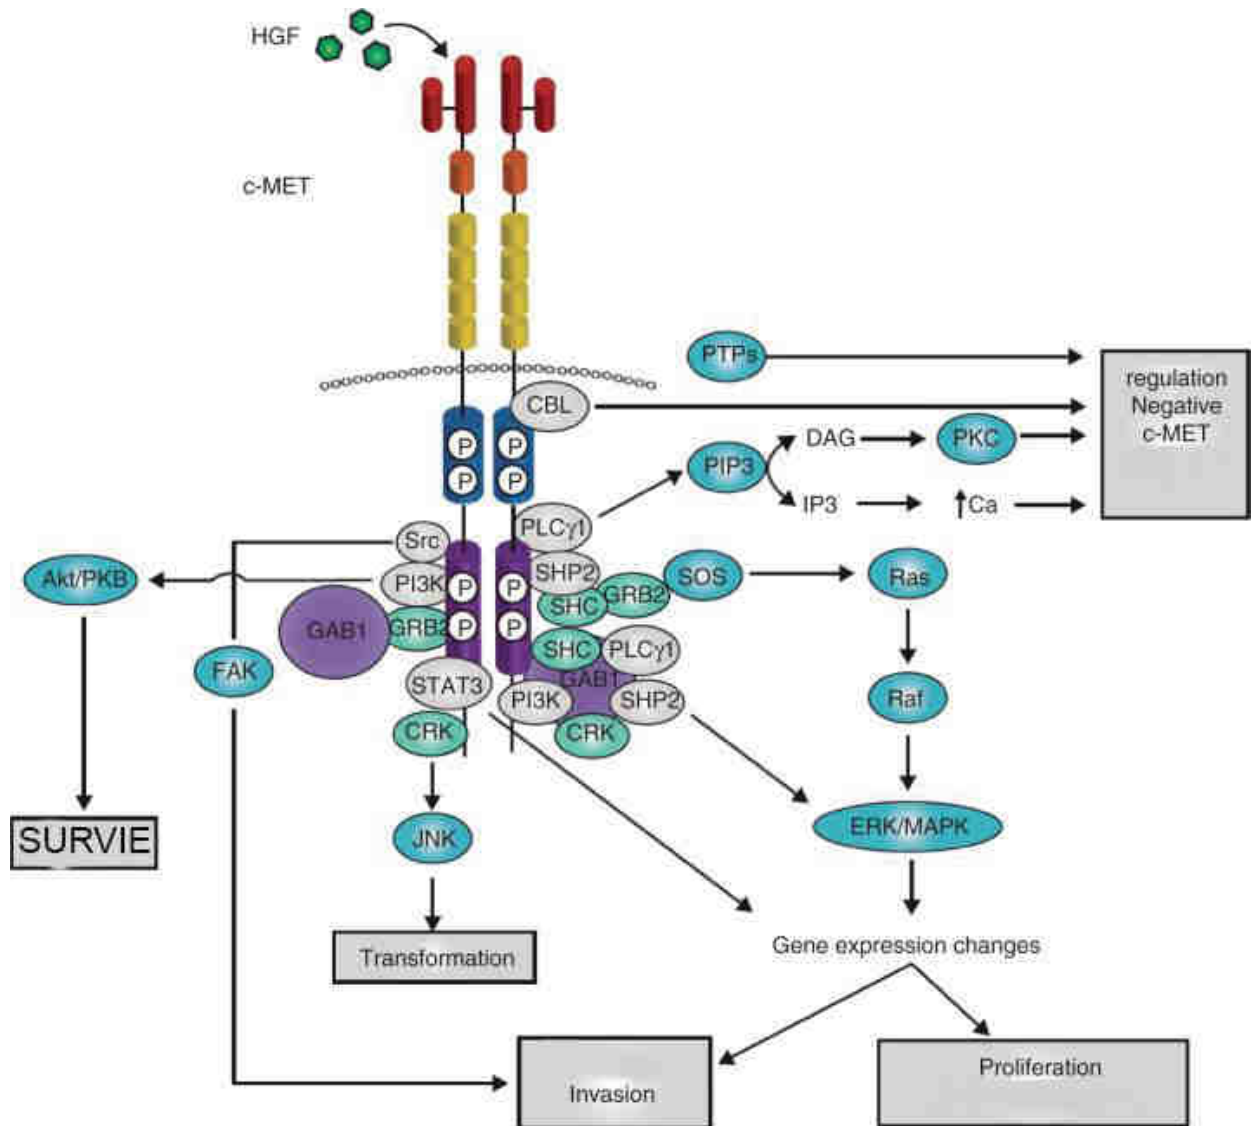 HGF
c-MET
PTPs
regulation
Negative
c-MET
CBL
DAG
PKC
PIP3
IP3
Ca
P
P
P
P
PLCγ1
Src
SHP2
SOS
Ras
Akt/PKB
PI3K
P
P
SHC
GRB2
GAB1
GRB2
P
P
SHC
PLCγ1
FAK
STAT3
GAB1
PI3K
SHP2
Raf
CRK
CRK
SURVIE
JNK
ERK/MAPK
Transformation
Gene expression changes
Invasion
Proliferation